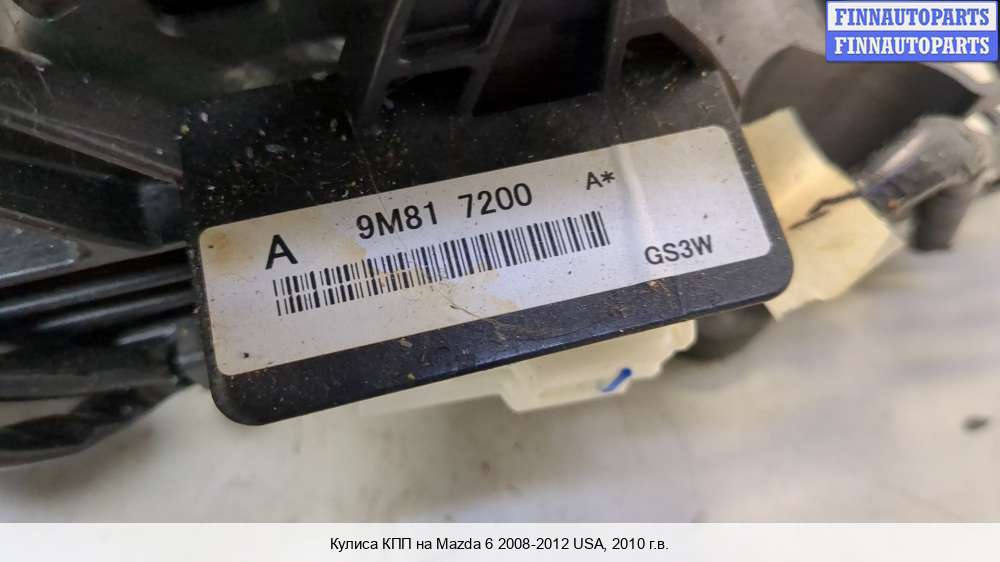 FINNAUTOPARTS
FINNAUTOPARTS
A 9M81 7200 A*
GS3W
Кулиса КПП на Mazda 6 2008-2012 USA, 2010 г.в.